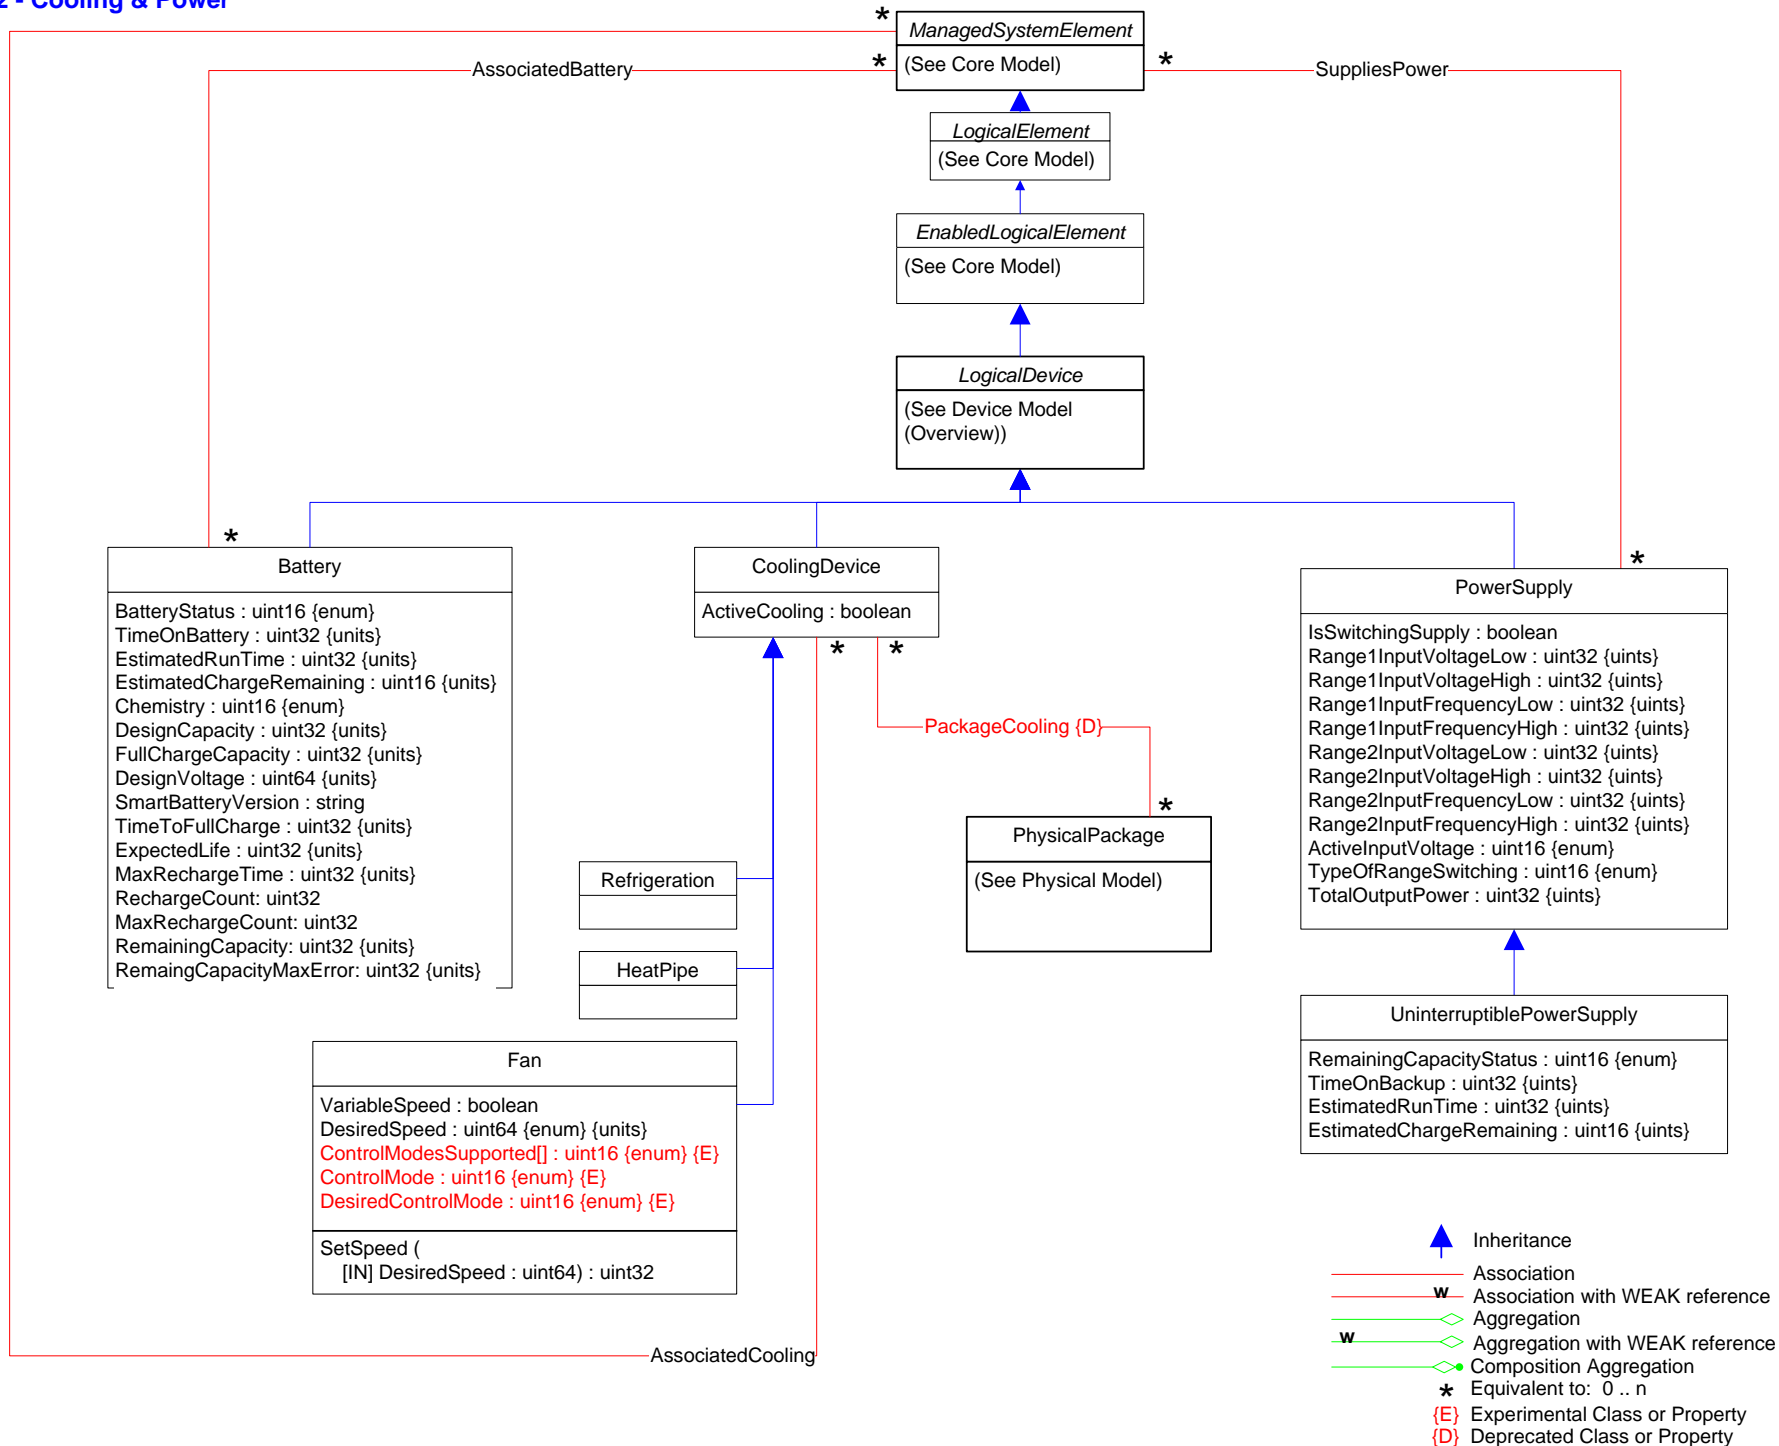 2 - Cooling & Power
*
ManagedSystemElement
(See Core Model)
*
AssociatedBattery
*
SuppliesPower
LogicalElement
(See Core Model)
EnabledLogicalElement
(See Core Model)
LogicalDevice
(See Device Model
(Overview))
*
Battery
BatteryStatus : uint16 {enum}
TimeOnBattery : uint32 {units}
EstimatedRunTime : uint32 {units}
EstimatedChargeRemaining : uint16 {units}
Chemistry : uint16 {enum}
DesignCapacity : uint32 {units}
FullChargeCapacity : uint32 {units}
DesignVoltage : uint64 {units}
SmartBatteryVersion : string
TimeToFullCharge : uint32 {units}
ExpectedLife : uint32 {units}
MaxRechargeTime : uint32 {units}
RechargeCount: uint32
MaxRechargeCount: uint32
RemainingCapacity: uint32 {units}
RemaingCapacityMaxError: uint32 {units}
CoolingDevice
ActiveCooling : boolean
*
*
PackageCooling {D}
*
PhysicalPackage
(See Physical Model)
*
PowerSupply
IsSwitchingSupply : boolean
Range1InputVoltageLow : uint32 {uints}
Range1InputVoltageHigh : uint32 {uints}
Range1InputFrequencyLow : uint32 {uints}
Range1InputFrequencyHigh : uint32 {uints}
Range2InputVoltageLow : uint32 {uints}
Range2InputVoltageHigh : uint32 {uints}
Range2InputFrequencyLow : uint32 {uints}
Range2InputFrequencyHigh : uint32 {uints}
ActiveInputVoltage : uint16 {enum}
TypeOfRangeSwitching : uint16 {enum}
TotalOutputPower : uint32 {uints}
Refrigeration
HeatPipe
Fan
VariableSpeed : boolean
DesiredSpeed : uint64 {enum} {units}
ControlModesSupported[] : uint16 {enum} {E}
ControlMode : uint16 {enum} {E}
DesiredControlMode : uint16 {enum} {E}
SetSpeed (
[IN] DesiredSpeed : uint64) : uint32
UninterruptiblePowerSupply
RemainingCapacityStatus : uint16 {enum}
TimeOnBackup : uint32 {uints}
EstimatedRunTime : uint32 {uints}
EstimatedChargeRemaining : uint16 {uints}
AssociatedCooling
Inheritance
Association
w Association with WEAK reference
Aggregation
w Aggregation with WEAK reference
Composition Aggregation
* Equivalent to: 0 .. n
{E} Experimental Class or Property
{D} Deprecated Class or Property